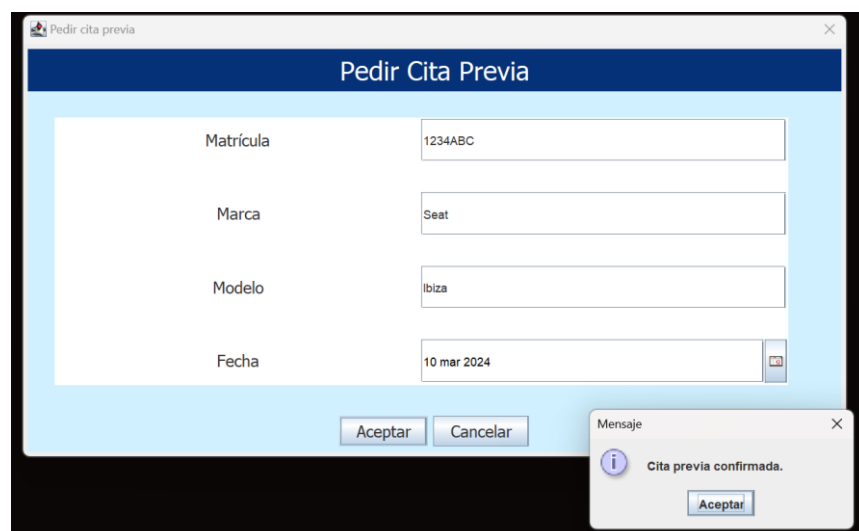 Pedir cita previa
Pedir Cita Previa
Matrícula 1234ABC
Marca Seat
Modelo Ibiza
Fecha 10 mar 2024
Aceptar Cancelar
Mensaje
Cita previa confirmada.
Aceptar